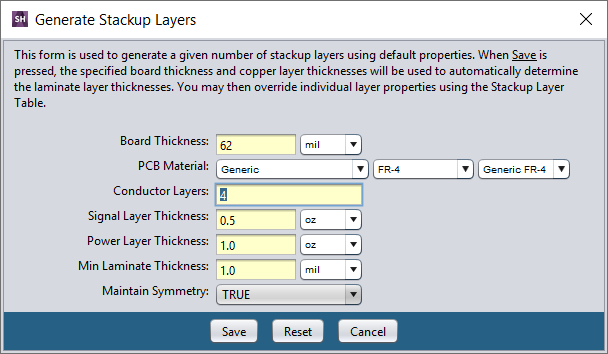 SH Generate Stackup Layers
This form is used to generate a given number of stackup layers using default properties. When Save is
pressed, the specified board thickness and copper layer thicknesses will be used to automatically determine
the laminate layer thicknesses. You may then override individual layer properties using the Stackup Layer
Table.
Board Thickness: 62 mil
PCB Material: Generic FR-4 Generic FR-4
Conductor Layers: 4
Signal Layer Thickness: 0.5 oz
Power Layer Thickness: 1.0 oz
Min Laminate Thickness: 1.0 mil
Maintain Symmetry: TRUE
Save Reset Cancel